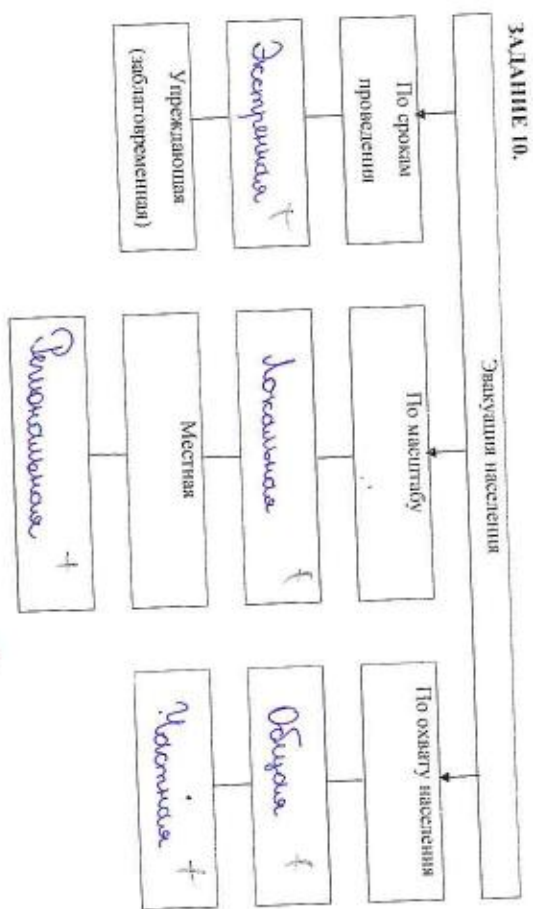 ЗАДАНИЕ 10.
Эвакуация населения
По срокам
проведения
Экстренная +
Упреждающая
(заблаговременная)
По масштабу
Локальная +
Местная
Региональная +
По охвату населения
Общая +
Частная +